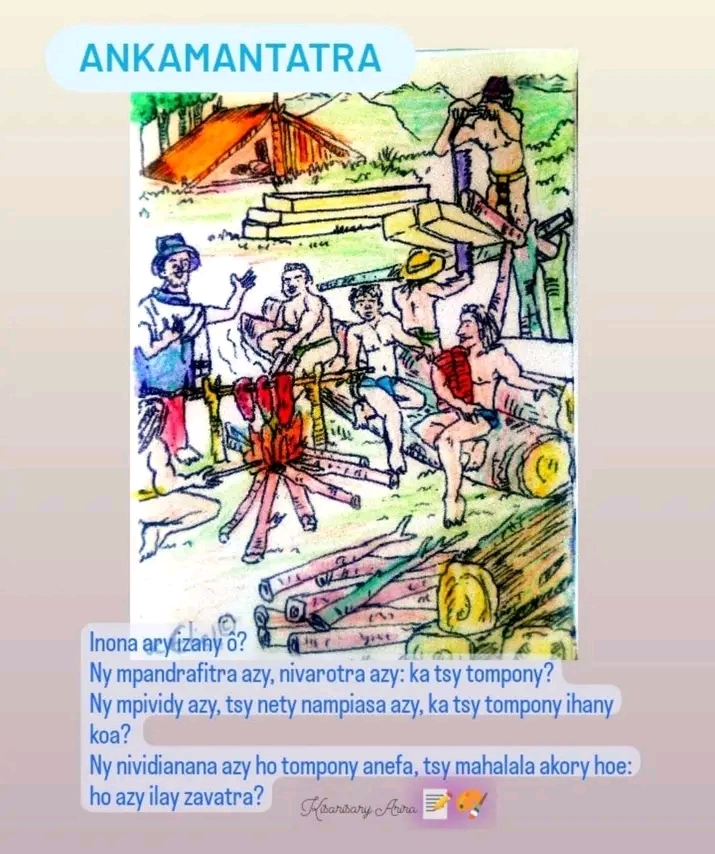 ANKAMANTATRA
Inona ary izany ô?
Ny mpandrafitra azy, nivarotra azy: ka tsy tompony?
Ny mpividy azy, tsy nety nampiasa azy, ka tsy tompony ihany
koa?
Ny nividianana azy ho tompony anefa, tsy mahalala akory hoe:
ho azy ilay zavatra?
Kisarisary Anira